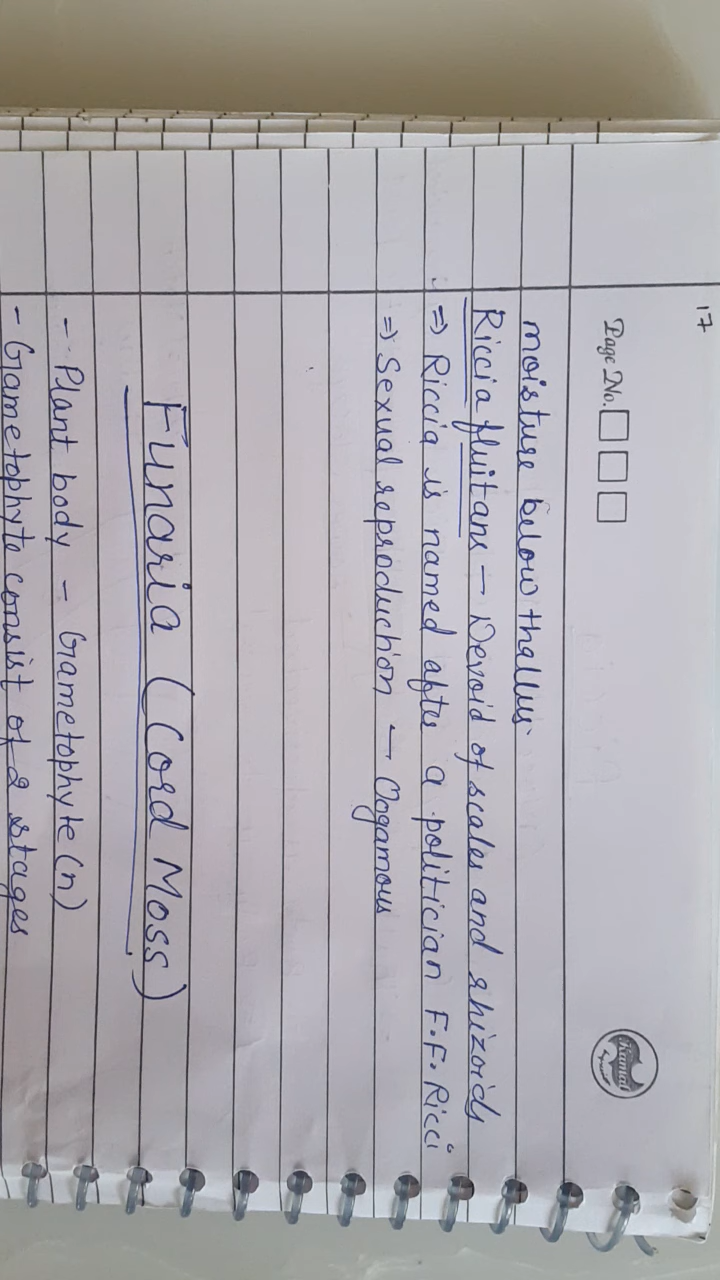 17
Page No.
Kamal
moisture below thallus.
Riccia fluitans - Devoid of scales and rhizoids
=> Riccia is named after a politician F.F. Ricci
=> Sexual reproduction - Oogamous
Funaria (Cord Moss)
- Plant body - Gametophyte (n)
- Gametophyte consist of 2 stages